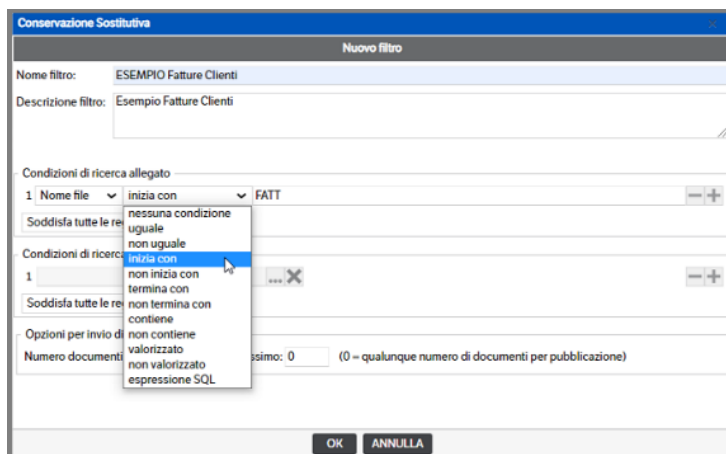 Conservazione Sostitutiva
Nuovo filtro
Nome filtro: ESEMPIO Fatture Clienti
Descrizione filtro: Esempio Fatture Clienti
Condizioni di ricerca allegato
1 Nome file inizia con FATT
nessuna condizione
Soddisfa tutte le re
uguale
non uguale
Condizioni di ricerc
inizia con
1 non inizia con ...
termina con
Soddisfa tutte le re
non termina con
contiene
Opzioni per invio di
non contiene
Numero documenti valorizzato ssimo: 0 (0 = qualunque numero di documenti per pubblicazione)
non valorizzato
espressione SQL
OK ANNULLA